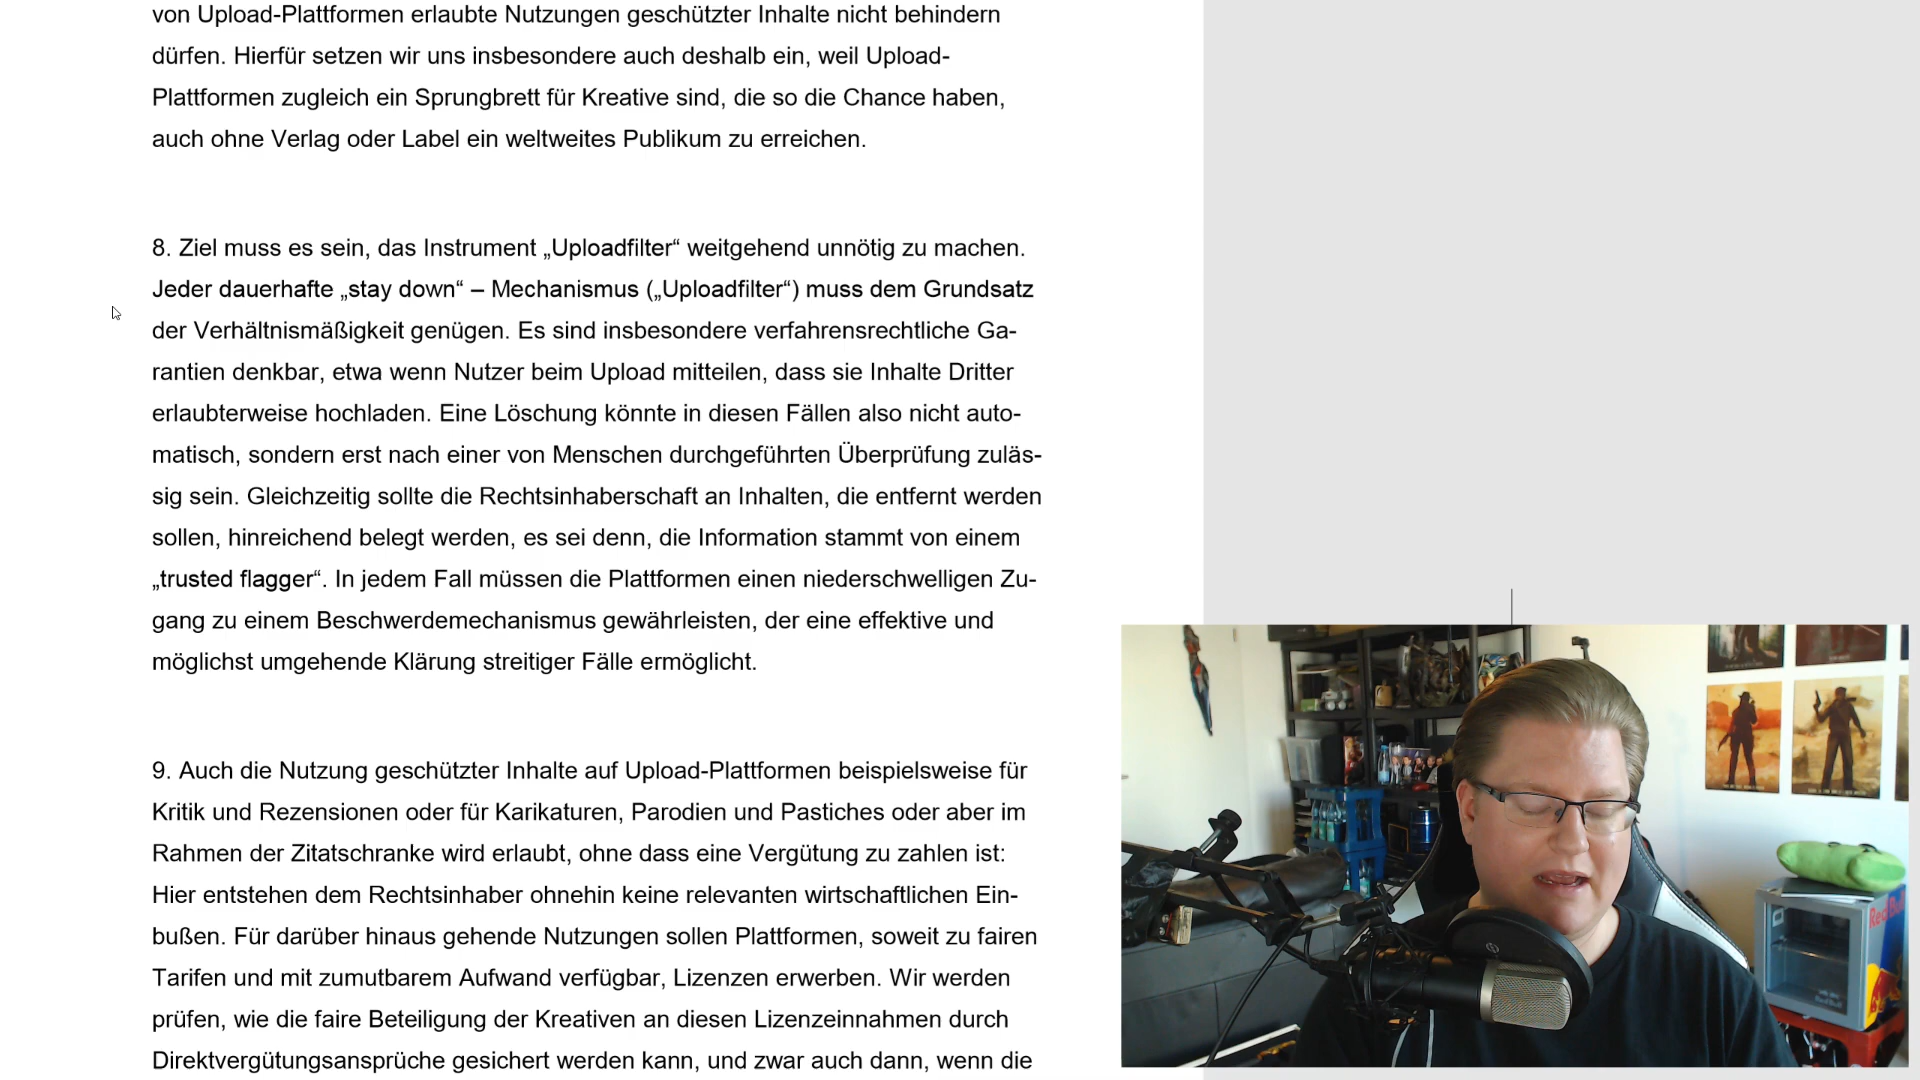 von Upload-Plattformen erlaubte Nutzungen geschützter Inhalte nicht behindern
dürfen. Hierfür setzen wir uns insbesondere auch deshalb ein, weil Upload-
Plattformen zugleich ein Sprungbrett für Kreative sind, die so die Chance haben,
auch ohne Verlag oder Label ein weltweites Publikum zu erreichen.
8. Ziel muss es sein, das Instrument „Uploadfilter“ weitgehend unnötig zu machen.
Jeder dauerhafte „stay down“ – Mechanismus („Uploadfilter“) muss dem Grundsatz
der Verhältnismäßigkeit genügen. Es sind insbesondere verfahrensrechtliche Ga-
rantien denkbar, etwa wenn Nutzer beim Upload mitteilen, dass sie Inhalte Dritter
erlaubterweise hochladen. Eine Löschung könnte in diesen Fällen also nicht auto-
matisch, sondern erst nach einer von Menschen durchgeführten Überprüfung zuläs-
sig sein. Gleichzeitig sollte die Rechtsinhaberschaft an Inhalten, die entfernt werden
sollen, hinreichend belegt werden, es sei denn, die Information stammt von einem
„trusted flagger“. In jedem Fall müssen die Plattformen einen niederschwelligen Zu-
gang zu einem Beschwerdemechanismus gewährleisten, der eine effektive und
möglichst umgehende Klärung streitiger Fälle ermöglicht.
9. Auch die Nutzung geschützter Inhalte auf Upload-Plattformen beispielsweise für
Kritik und Rezensionen oder für Karikaturen, Parodien und Pastiches oder aber im
Rahmen der Zitatschranke wird erlaubt, ohne dass eine Vergütung zu zahlen ist:
Hier entstehen dem Rechtsinhaber ohnehin keine relevanten wirtschaftlichen Ein-
bußen. Für darüber hinaus gehende Nutzungen sollen Plattformen, soweit zu fairen
Tarifen und mit zumutbarem Aufwand verfügbar, Lizenzen erwerben. Wir werden
prüfen, wie die faire Beteiligung der Kreativen an diesen Lizenzeinnahmen durch
Direktvergütungsansprüche gesichert werden kann, und zwar auch dann, wenn die
Red Bull